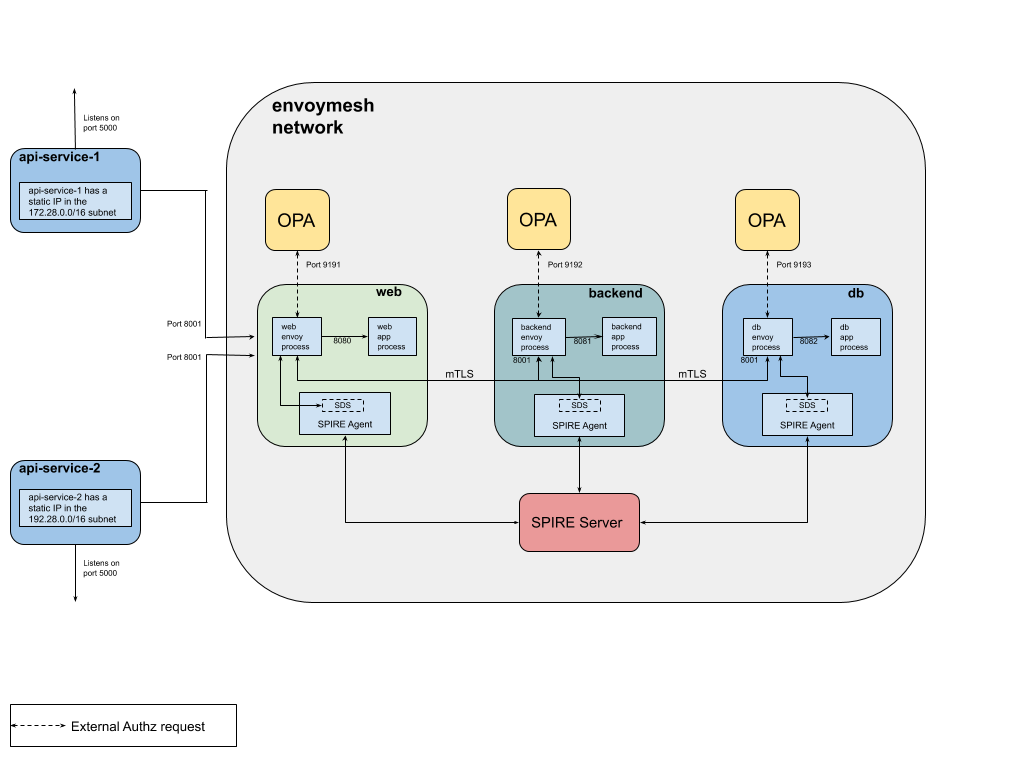 envoymesh
network
Listens on
port 5000
api-service-1
api-service-1 has a
static IP in the
172.28.0.0/16 subnet
OPA
OPA
OPA
Port 9191
Port 9192
Port 9193
web
backend
db
web
envoy
process
8080
web
app
process
backend
envoy
process
8001
8081
backend
app
process
db
envoy
process
8001
8082
db
app
process
Port 8001
Port 8001
mTLS
mTLS
SDS
SPIRE Agent
SDS
SPIRE Agent
SDS
SPIRE Agent
api-service-2
api-service-2 has a
static IP in the
192.28.0.0/16 subnet
SPIRE Server
Listens on
port 5000
External Authz request